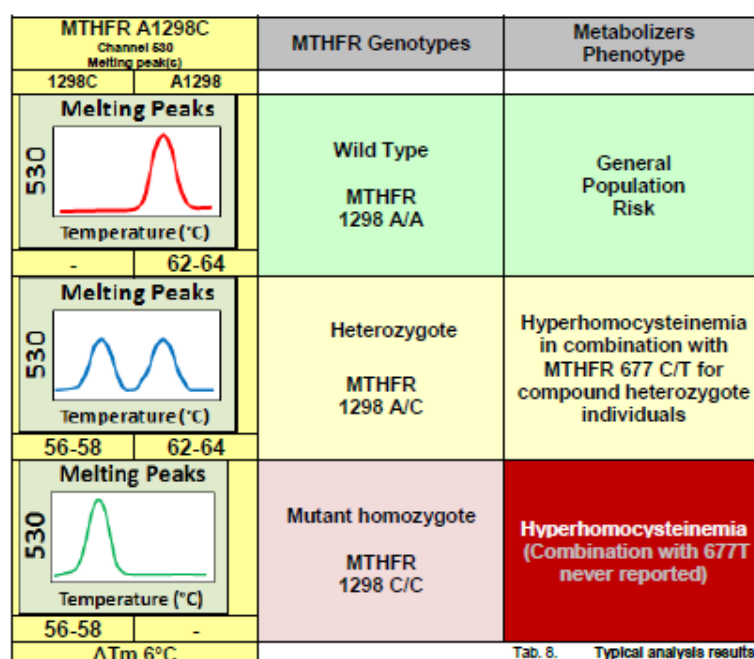 MTHFR A1298C
Channel 530
Melting peak(s)
1298C A1298
MTHFR Genotypes
Metabolizers
Phenotype
Melting Peaks
530
Temperature (°C)
- 62-64
Wild Type
MTHFR
1298 A/A
General
Population
Risk
Melting Peaks
530
Temperature (°C)
56-58 62-64
Heterozygote
MTHFR
1298 A/C
Hyperhomocysteinemia
in combination with
MTHFR 677 C/T for
compound heterozygote
individuals
Melting Peaks
530
Temperature (°C)
56-58 -
Mutant homozygote
MTHFR
1298 C/C
Hyperhomocysteinemia
(Combination with 677T
never reported)
ΔTm 6°C
Tab. 8. Typical analysis results